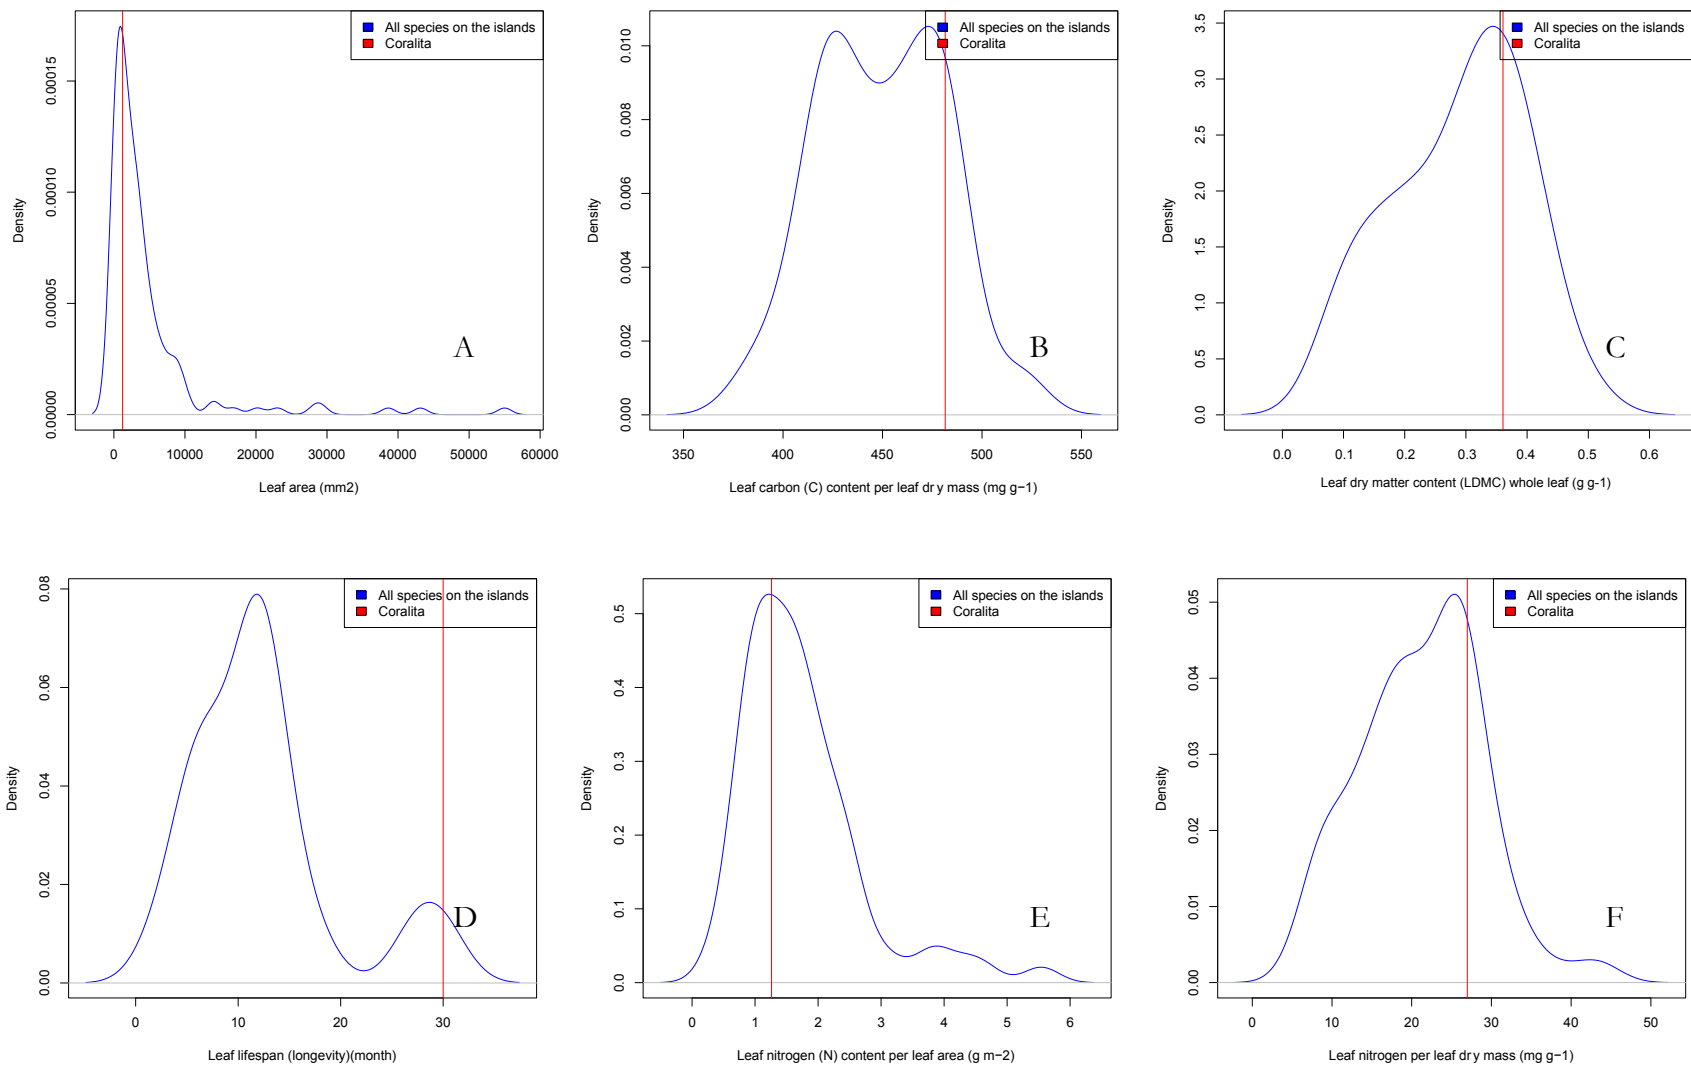 All species on the islands
Coralita
Density
0.00000
0.00005
0.00010
0.00015
A
0
10000
20000
30000
40000
50000
60000
Leaf area (mm2)
All species on the islands
Coralita
Density
0.000
0.002
0.004
0.006
0.008
0.010
B
350
400
450
500
550
Leaf carbon (C) content per leaf dry mass (mg g−1)
All species on the islands
Coralita
Density
0.0
0.5
1.0
1.5
2.0
2.5
3.0
3.5
C
0.0
0.1
0.2
0.3
0.4
0.5
0.6
Leaf dry matter content (LDMC) whole leaf (g g-1)
All species on the islands
Coralita
Density
0.00
0.02
0.04
0.06
0.08
D
0
10
20
30
Leaf lifespan (longevity)(month)
All species on the islands
Coralita
Density
0.0
0.1
0.2
0.3
0.4
0.5
E
0
1
2
3
4
5
6
Leaf nitrogen (N) content per leaf area (g m−2)
All species on the islands
Coralita
Density
0.00
0.01
0.02
0.03
0.04
0.05
F
0
10
20
30
40
50
Leaf nitrogen per leaf dry mass (mg g−1)